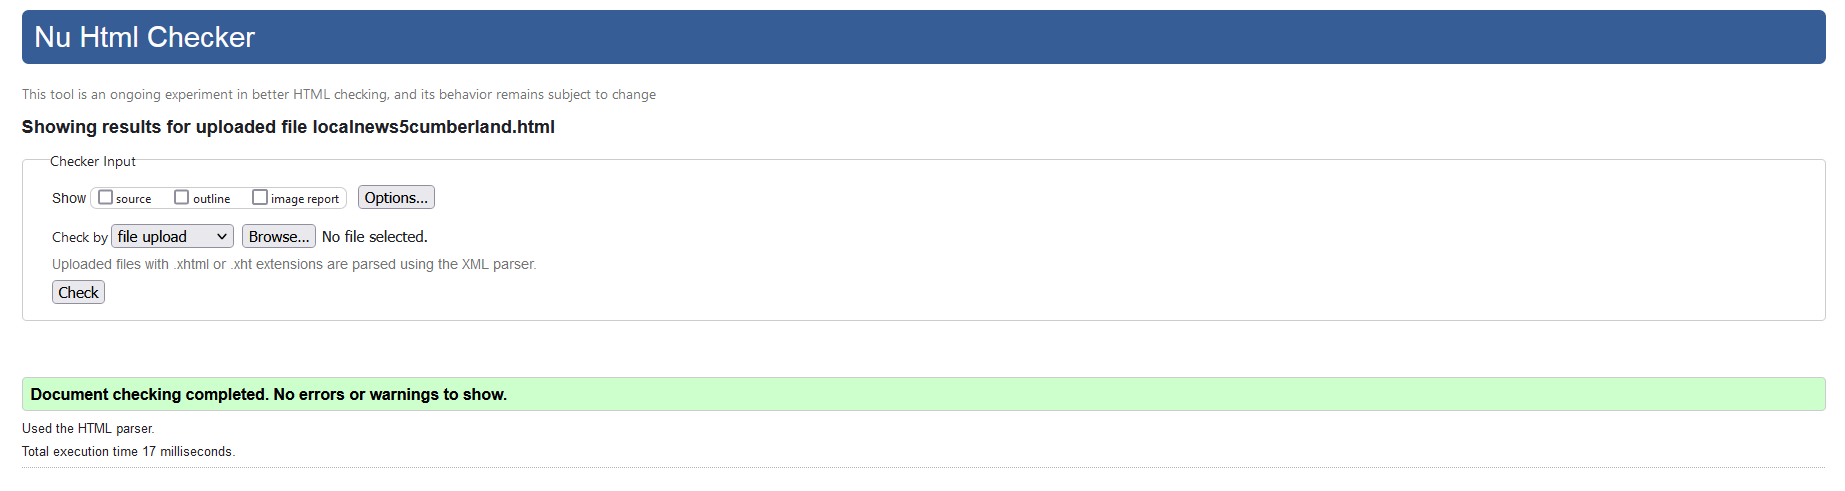 Nu Html Checker
This tool is an ongoing experiment in better HTML checking, and its behavior remains subject to change
Showing results for uploaded file localnews5cumberland.html
Checker Input
Show source outline image report Options...
Check by file upload Browse... No file selected.
Uploaded files with .xhtml or .xht extensions are parsed using the XML parser.
Check
Document checking completed. No errors or warnings to show.
Used the HTML parser.
Total execution time 17 milliseconds.